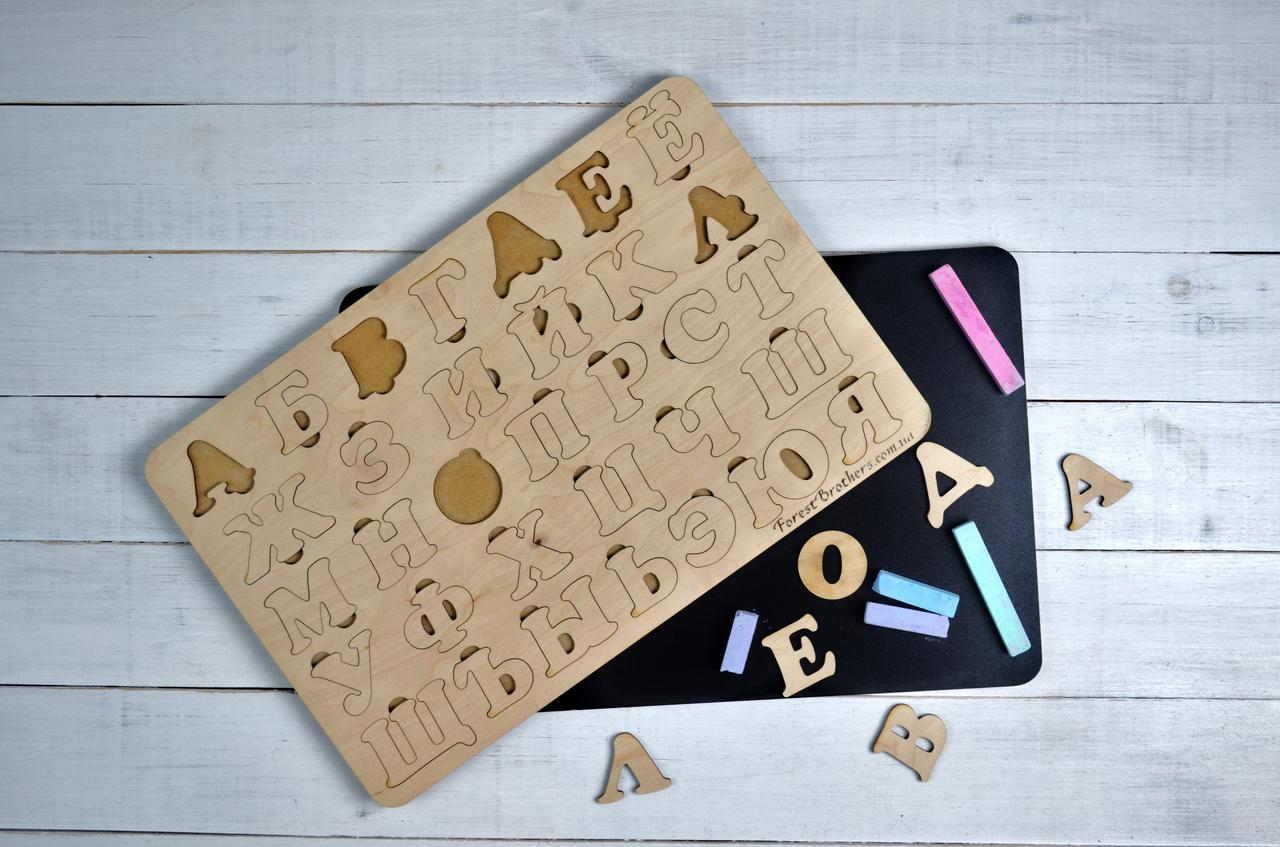 А Б В Г Д Е Ё
Ж З И Й К Л
М Н О П Р С Т
У Ф Х Ц Ч Ш
Щ Ъ Ы Ь Э Ю Я
ForestBrothers.com.ua
Д
А
О
Е
Л
В